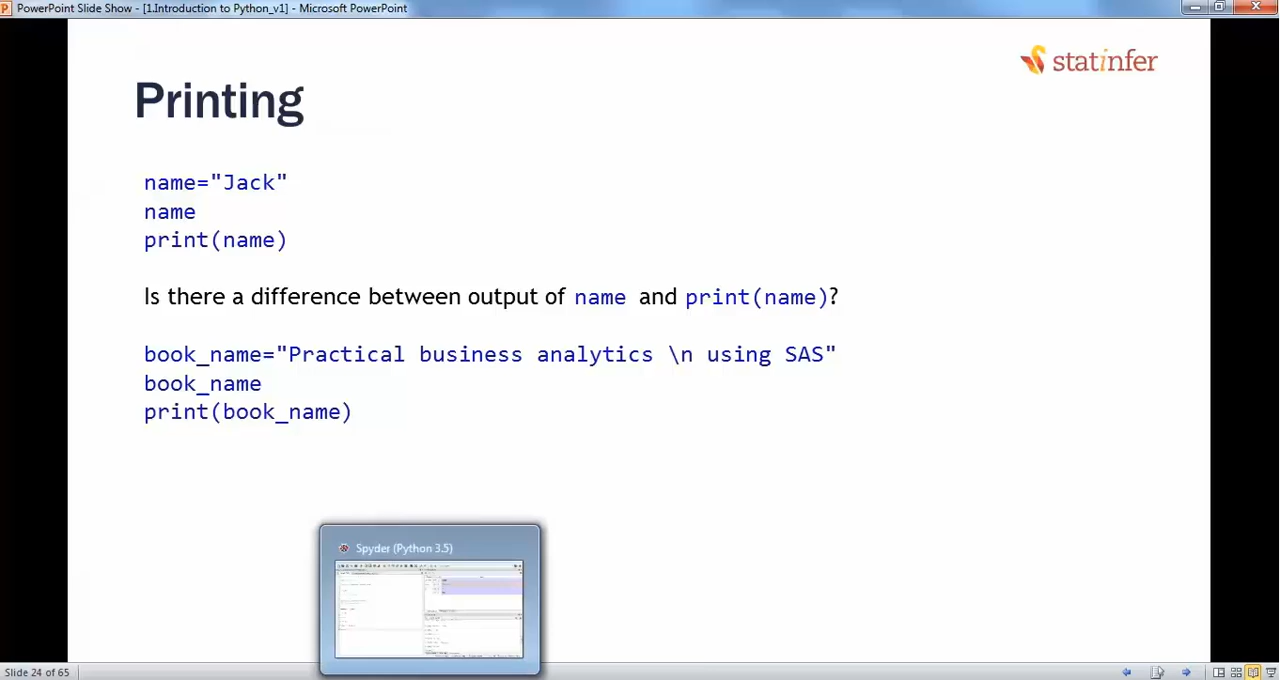 PowerPoint Slide Show - [1.Introduction to Python_v1] - Microsoft PowerPoint
statinfer
Printing
name="Jack"
name
print(name)
Is there a difference between output of name and print(name)?
book_name="Practical business analytics \n using SAS"
book_name
print(book_name)
Spyder (Python 3.5)
Slide 24 of 65